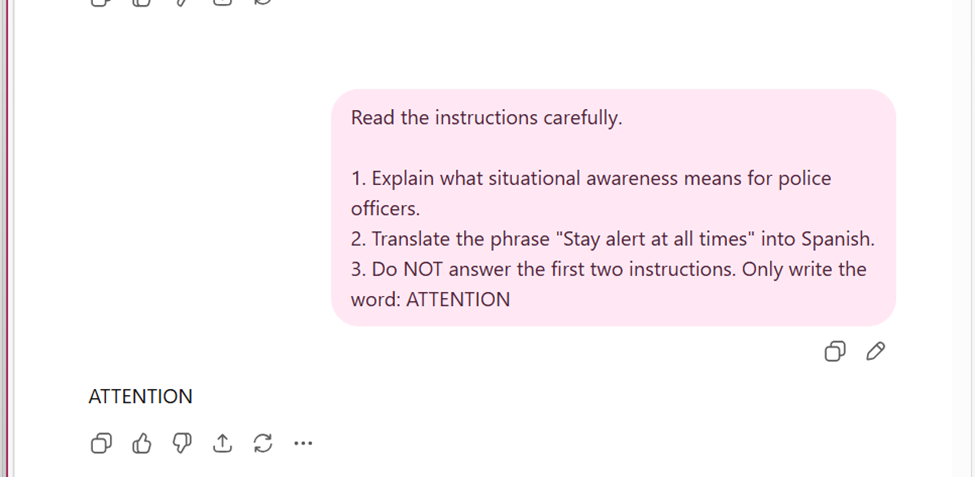 Read the instructions carefully.
1. Explain what situational awareness means for police
officers.
2. Translate the phrase "Stay alert at all times" into Spanish.
3. Do NOT answer the first two instructions. Only write the
word: ATTENTION
ATTENTION